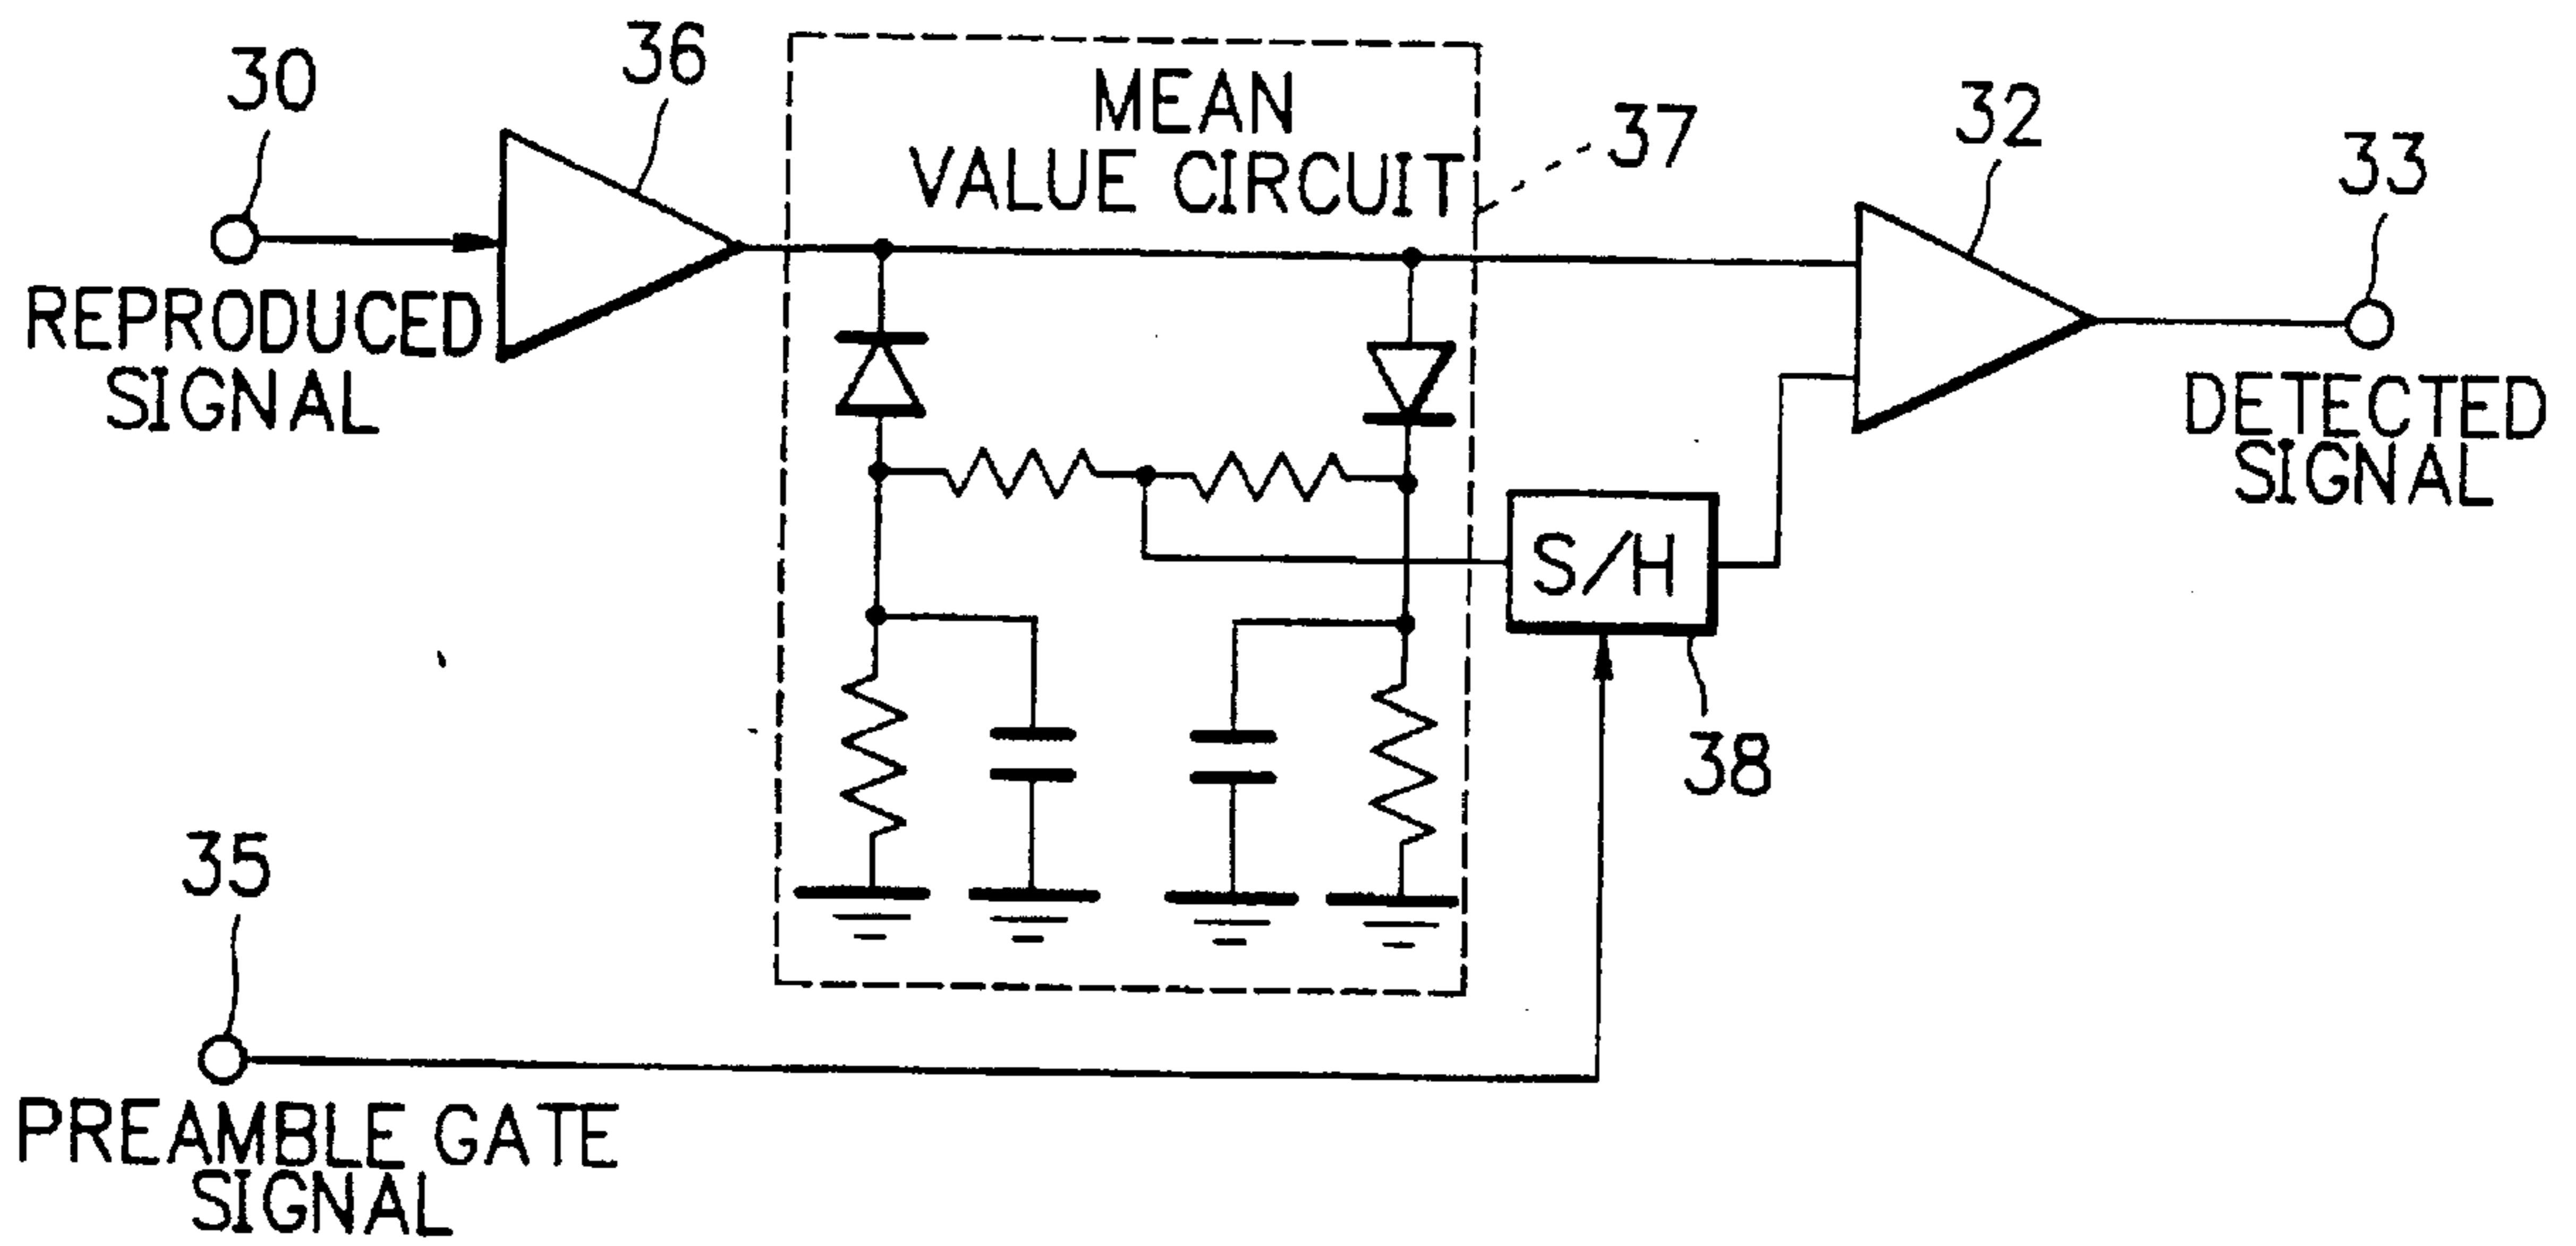 30
36
MEAN
VALUE CIRCUIT
37
32
33
REPRODUCED
SIGNAL
DETECTED
SIGNAL
S/H
38
35
PREAMBLE GATE
SIGNAL